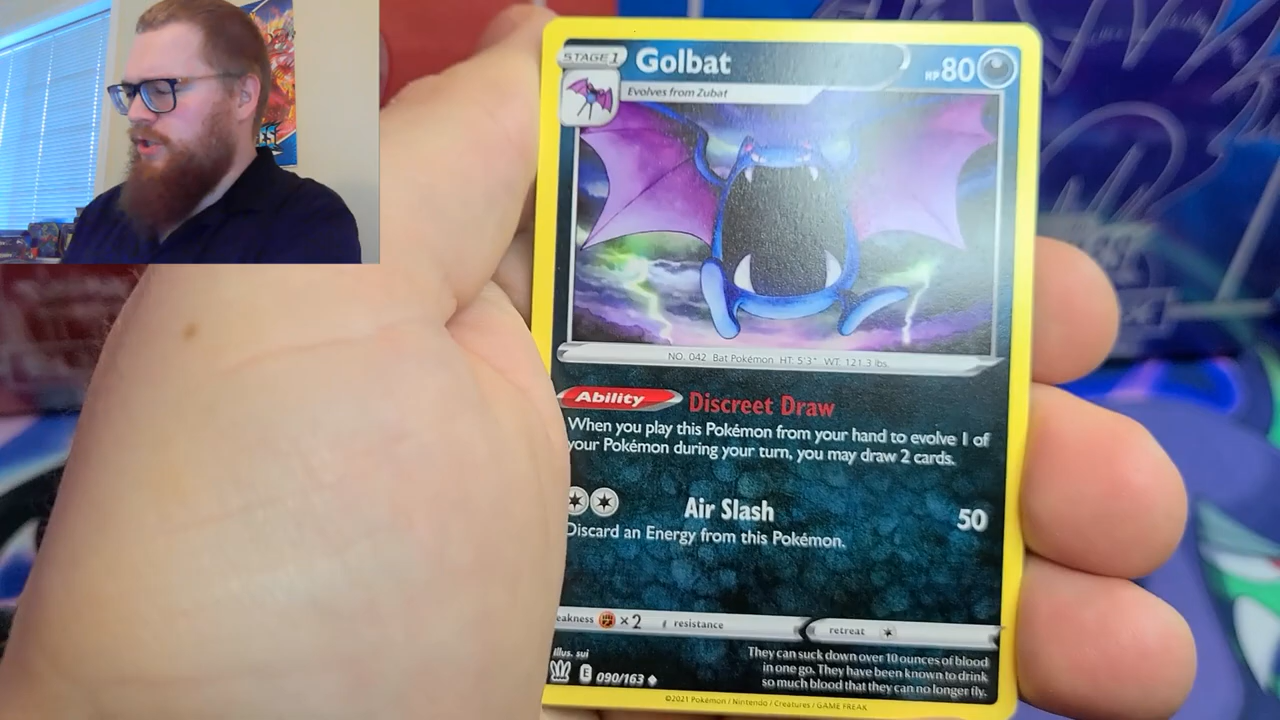 STAGE 1
Golbat
HP 80
Evolves from Zubat
NO. 042 Bat Pokémon HT: 5'3" WT: 121.3 lbs.
Ability Discreet Draw
When you play this Pokémon from your hand to evolve 1 of
your Pokémon during your turn, you may draw 2 cards.
Air Slash 50
Discard an Energy from this Pokémon.
eakness ×2 resistance retreat
They can suck down over 10 ounces of blood
in one go. They have been known to drink
so much blood that they can no longer fly.
Illus. sui
E 090/163
©2021 Pokémon / Nintendo / Creatures / GAME FREAK